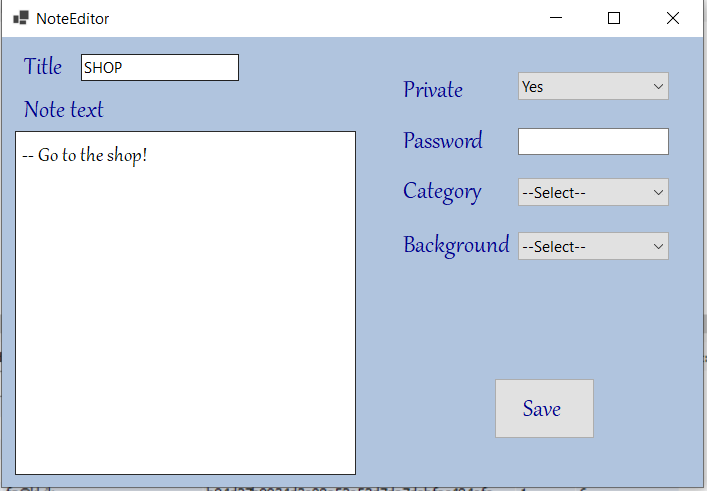 NoteEditor
Title SHOP
Note text
-- Go to the shop!
Private Yes
Password
Category --Select--
Background --Select--
Save